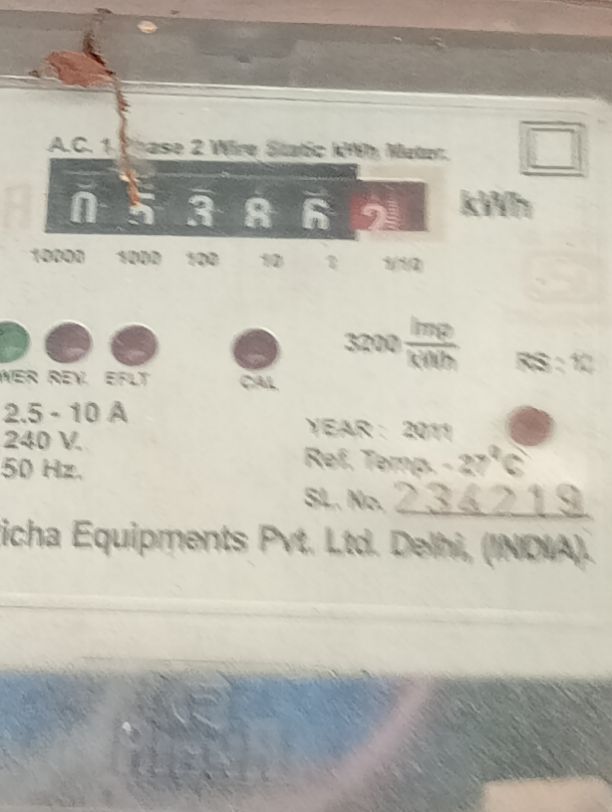 A.C. 1 Phase 2 Wire Static kWh Meter.
0 5 3 8 6 2 kWh
10000 1000 100 10 1 1/10
3200 imp/kWh
RS : 10
WER REV. EFLT CAL
2.5 - 10 A
240 V.
50 Hz.
YEAR : 2011
Ref. Temp. - 27°C
SL. No. 234219
icha Equipments Pvt. Ltd. Delhi, (INDIA).